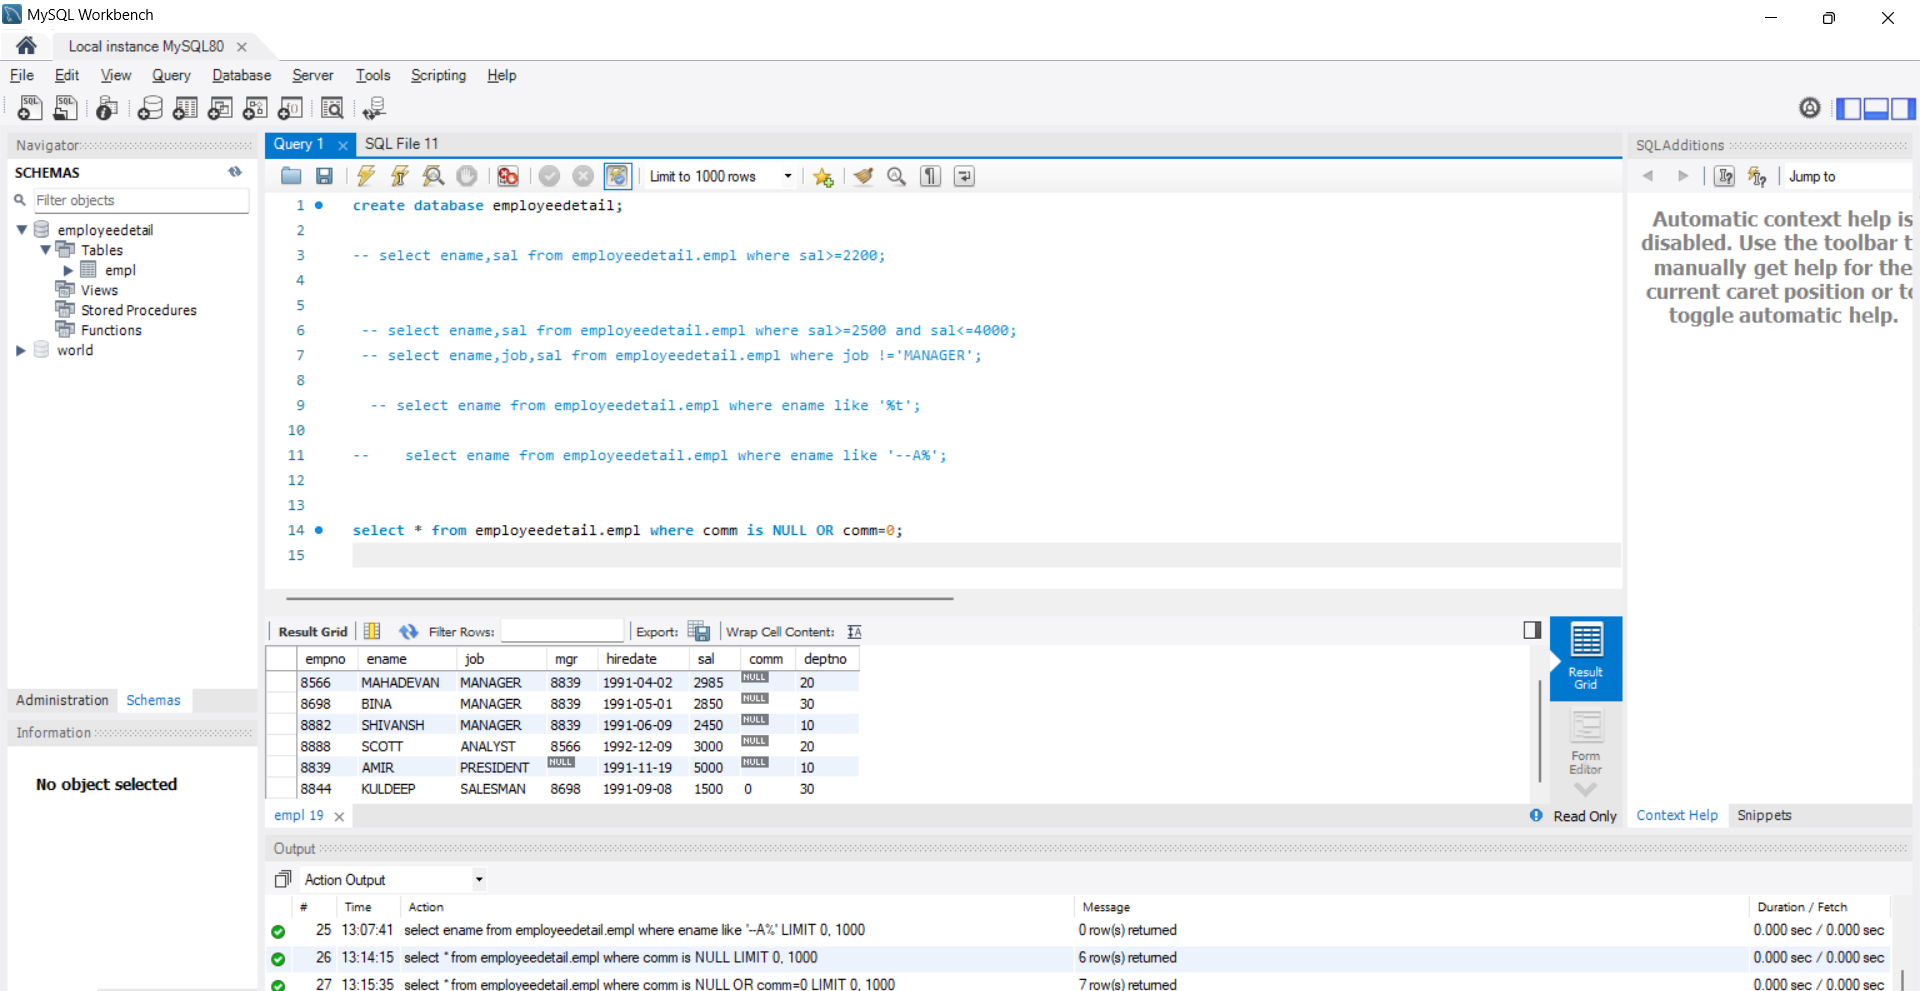 MySQL Workbench
Local instance MySQL80
File Edit View Query Database Server Tools Scripting Help
Navigator
SCHEMAS
Filter objects
employeedetail
Tables
empl
Views
Stored Procedures
Functions
world
Administration Schemas
Information
No object selected
Query 1 SQL File 11
Limit to 1000 rows
1 create database employeedetail;
2
3 -- select ename,sal from employeedetail.empl where sal>=2200;
4
5
6 -- select ename,sal from employeedetail.empl where sal>=2500 and sal<=4000;
7 -- select ename,job,sal from employeedetail.empl where job !='MANAGER';
8
9 -- select ename from employeedetail.empl where ename like '%t';
10
11 -- select ename from employeedetail.empl where ename like '--A%';
12
13
14 select * from employeedetail.empl where comm is NULL OR comm=0;
15
Result Grid Filter Rows: Export: Wrap Cell Content:
empno ename job mgr hiredate sal comm deptno
8566 MAHADEVAN MANAGER 8839 1991-04-02 2985 NULL 20
8698 BINA MANAGER 8839 1991-05-01 2850 NULL 30
8882 SHIVANSH MANAGER 8839 1991-06-09 2450 NULL 10
8888 SCOTT ANALYST 8566 1992-12-09 3000 NULL 20
8839 AMIR PRESIDENT NULL 1991-11-19 5000 NULL 10
8844 KULDEEP SALESMAN 8698 1991-09-08 1500 0 30
Result
Grid
Form
Editor
empl 19
Read Only
SQLAdditions
Jump to
Automatic context help is
disabled. Use the toolbar t
manually get help for the
current caret position or to
toggle automatic help.
Context Help Snippets
Output
Action Output
# Time Action Message Duration / Fetch
25 13:07:41 select ename from employeedetail.empl where ename like '--A%' LIMIT 0, 1000 0 row(s) returned 0.000 sec / 0.000 sec
26 13:14:15 select * from employeedetail.empl where comm is NULL LIMIT 0, 1000 6 row(s) returned 0.000 sec / 0.000 sec
27 13:15:35 select * from employeedetail.empl where comm is NULL OR comm=0 LIMIT 0, 1000 7 row(s) returned 0.000 sec / 0.000 sec